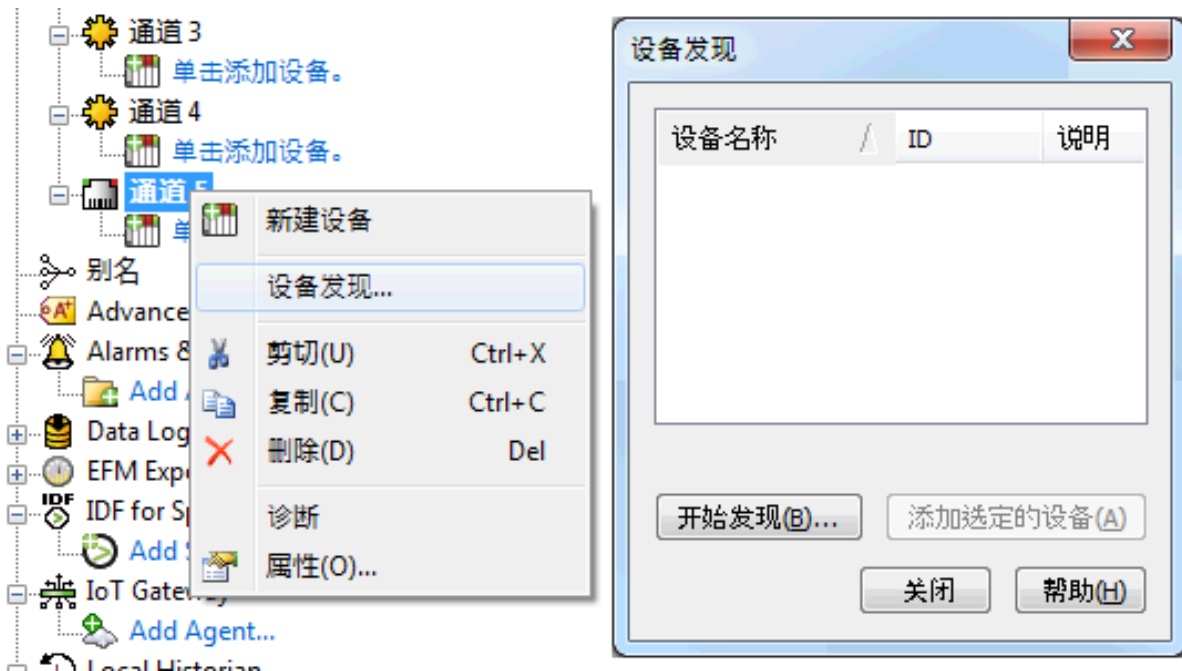 通道 3
单击添加设备。
通道 4
单击添加设备。
通道 5
别名
Advance
Alarms &
Add
Data Log
EFM Exp
IDF for Sp
Add
IoT Gateway
Add Agent...
Local Historian
新建设备
设备发现...
剪切(U) Ctrl+X
复制(C) Ctrl+C
删除(D) Del
诊断
属性(O)...
设备发现
设备名称 ID 说明
开始发现(B)... 添加选定的设备(A)
关闭 帮助(H)